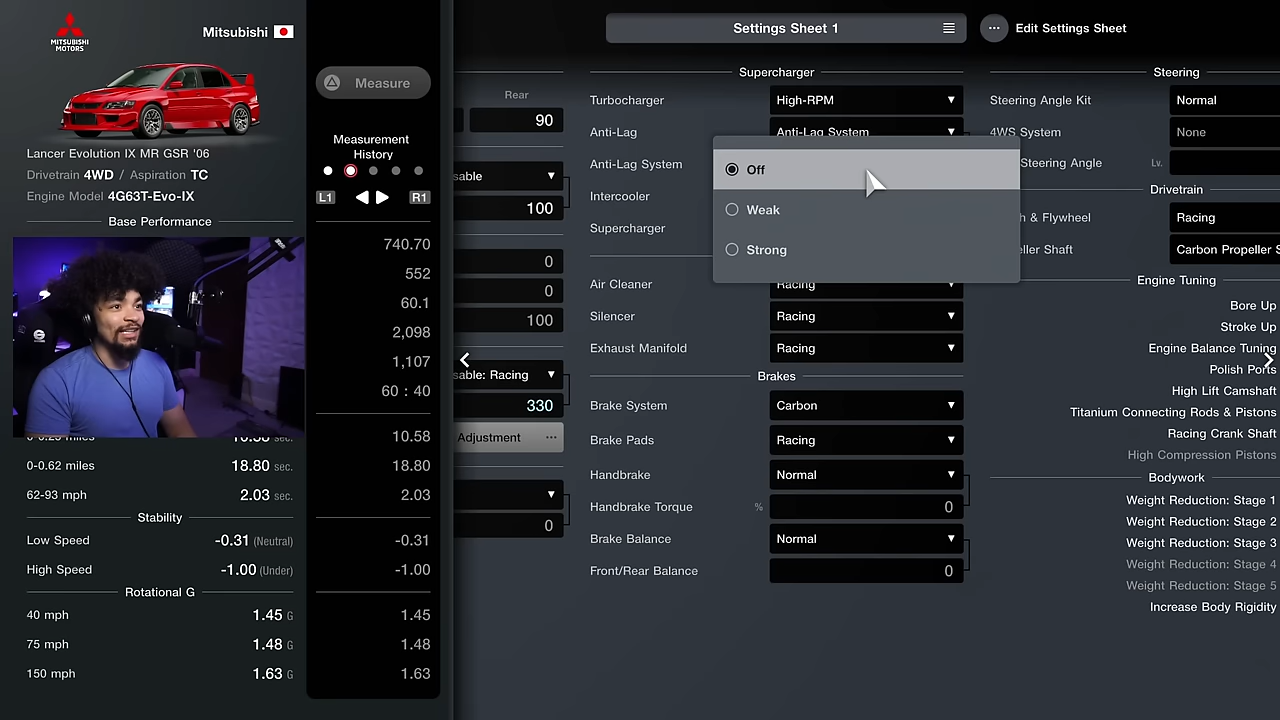 MITSUBISHI
MOTORS
Mitsubishi
Lancer Evolution IX MR GSR '06
Drivetrain 4WD / Aspiration TC
Engine Model 4G63T-Evo-IX
Base Performance
0-0.62 miles 18.80 sec.
62-93 mph 2.03 sec.
Stability
Low Speed -0.31 (Neutral)
High Speed -1.00 (Under)
Rotational G
40 mph 1.45 G
75 mph 1.48 G
150 mph 1.63 G
Measure
Measurement
History
L1 R1
740.70
552
60.1
2,098
1,107
60 : 40
10.58
18.80
2.03
-0.31
-1.00
1.45
1.48
1.63
Settings Sheet 1
Edit Settings Sheet
Rear
90
sable
100
0
0
100
sable: Racing
330
Adjustment
0
Supercharger
Turbocharger High-RPM
Anti-Lag Anti-Lag System
Anti-Lag System
Intercooler
Supercharger
Off
Weak
Strong
Air Cleaner Racing
Silencer Racing
Exhaust Manifold Racing
Brakes
Brake System Carbon
Brake Pads Racing
Handbrake Normal
Handbrake Torque % 0
Brake Balance Normal
Front/Rear Balance 0
Steering
Steering Angle Kit Normal
4WS System None
Steering Angle Lv.
Drivetrain
h & Flywheel Racing
eller Shaft Carbon Propeller S
Engine Tuning
Bore Up
Stroke Up
Engine Balance Tuning
Polish Ports
High Lift Camshaft
Titanium Connecting Rods & Pistons
Racing Crank Shaft
High Compression Pistons
Bodywork
Weight Reduction: Stage 1
Weight Reduction: Stage 2
Weight Reduction: Stage 3
Weight Reduction: Stage 4
Weight Reduction: Stage 5
Increase Body Rigidity